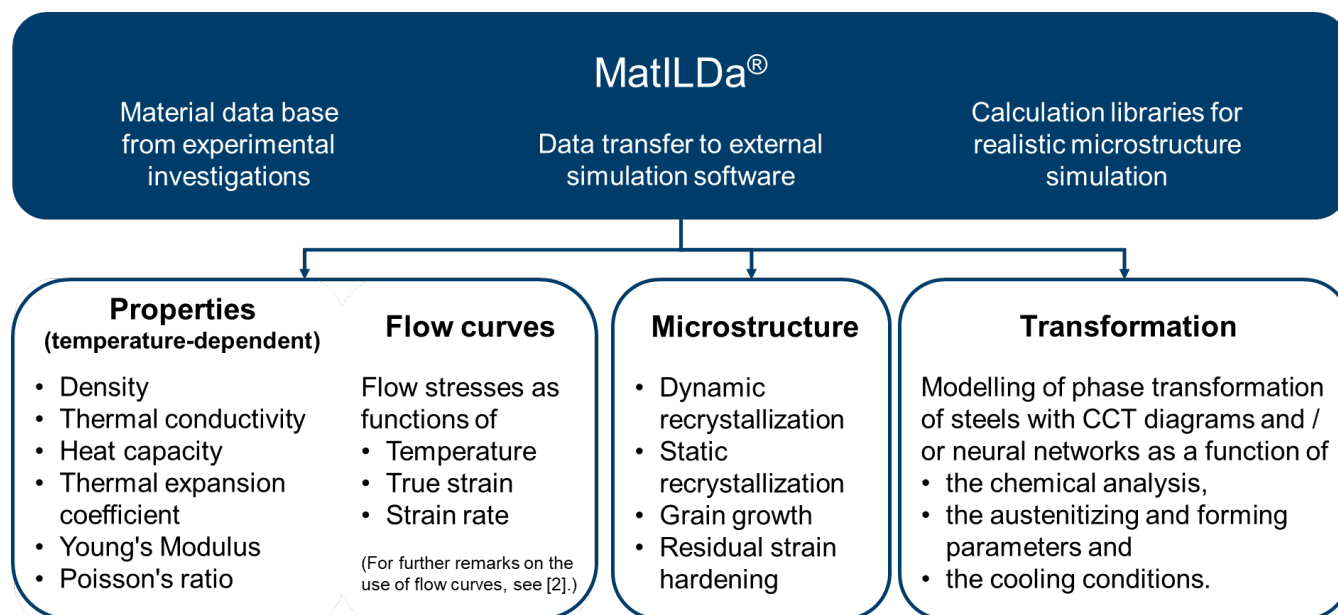 MatILDa®
Material data base
from experimental
investigations
Data transfer to external
simulation software
Calculation libraries for
realistic microstructure
simulation
Properties
(temperature-dependent)
• Density
• Thermal conductivity
• Heat capacity
• Thermal expansion
coefficient
• Young's Modulus
• Poisson's ratio
Flow curves
Flow stresses as
functions of
• Temperature
• True strain
• Strain rate
(For further remarks on the
use of flow curves, see [2].)
Microstructure
• Dynamic
recrystallization
• Static
recrystallization
• Grain growth
• Residual strain
hardening
Transformation
Modelling of phase transformation
of steels with CCT diagrams and /
or neural networks as a function of
• the chemical analysis,
• the austenitizing and forming
parameters and
• the cooling conditions.